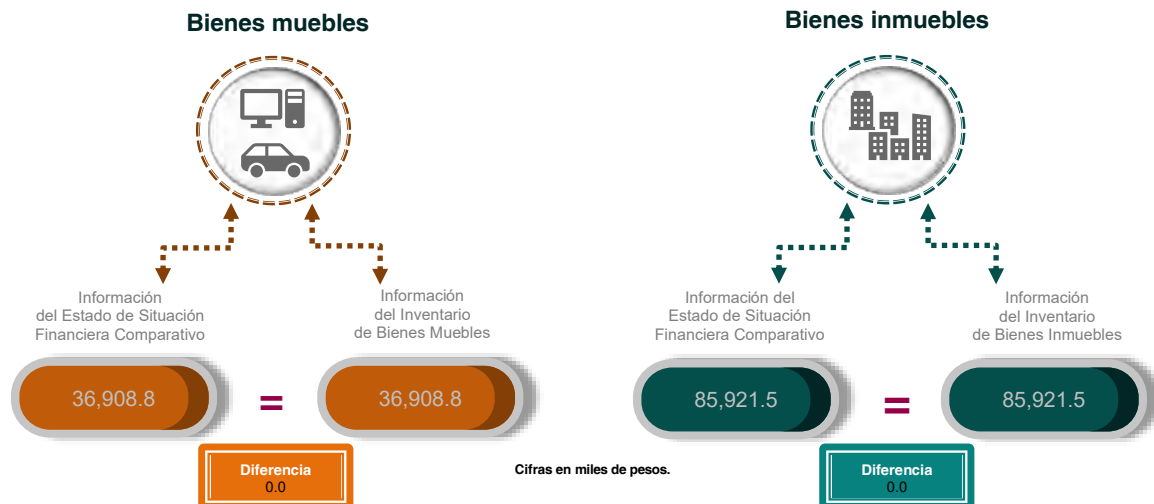 Bienes muebles
Información
del Estado de Situación
Financiera Comparativo
Información
del Inventario
de Bienes Muebles
36,908.8
=
36,908.8
Diferencia
0.0
Bienes inmuebles
Información del
Estado de Situación
Financiera Comparativo
Información
del Inventario
de Bienes Inmuebles
85,921.5
=
85,921.5
Diferencia
0.0
Cifras en miles de pesos.